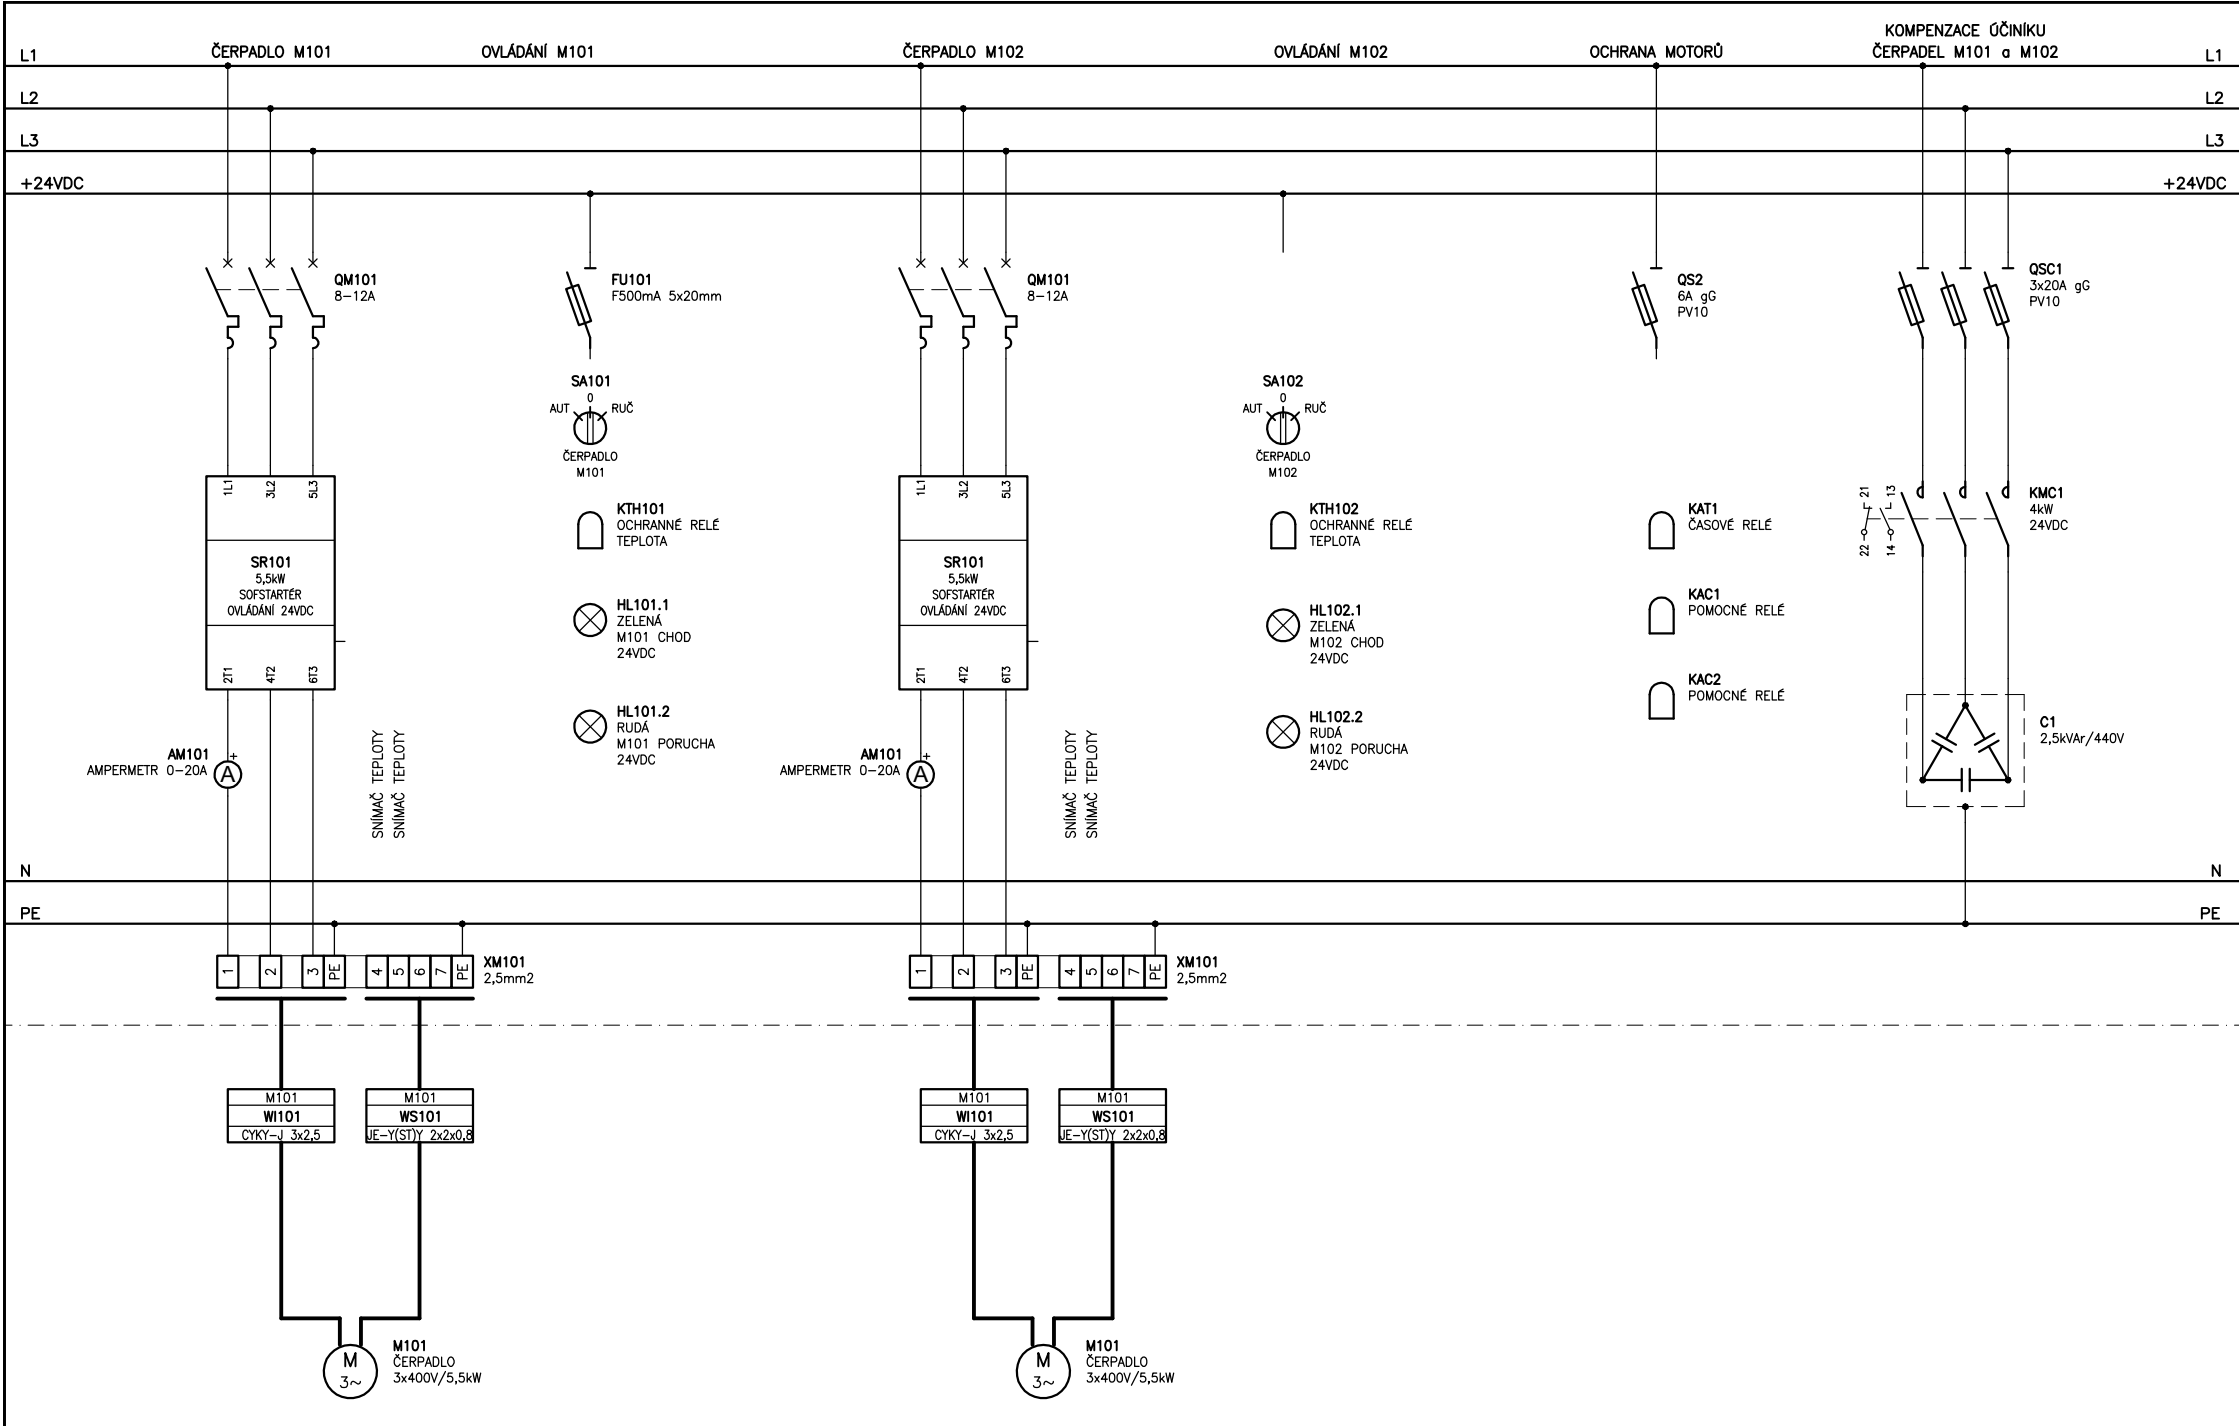 KOMPENZACE ÚČINÍKU
ČERPADLO M101
OVLÁDÁNÍ M101
ČERPADLO M102
OVLÁDÁNÍ M102
OCHRANA MOTORŮ
ČERPADEL M101 a M102
L1
L1
L2
L2
L3
L3
+24VDC
+24VDC
QM101
8-12A
FU101
F500mA 5x20mm
QM101
8-12A
QS2
6A gG
PV10
QSC1
3x20A gG
PV10
SA101
0
AUT
RUČ
ČERPADLO
M101
SA102
0
AUT
RUČ
ČERPADLO
M102
1L1
3L2
5L3
SR101
5,5kW
SOFSTARTÉR
OVLÁDÁNÍ 24VDC
2T1
4T2
6T3
KTH101
OCHRANNÉ RELÉ
TEPLOTA
HL101.1
ZELENÁ
M101 CHOD
24VDC
HL101.2
RUDÁ
M101 PORUCHA
24VDC
1L1
3L2
5L3
SR101
5,5kW
SOFSTARTÉR
OVLÁDÁNÍ 24VDC
2T1
4T2
6T3
KTH102
OCHRANNÉ RELÉ
TEPLOTA
HL102.1
ZELENÁ
M102 CHOD
24VDC
HL102.2
RUDÁ
M102 PORUCHA
24VDC
KAT1
ČASOVÉ RELÉ
KAC1
POMOCNÉ RELÉ
KAC2
POMOCNÉ RELÉ
21
13
22
14
KMC1
4kW
24VDC
C1
2,5kVAr/440V
AM101
AMPERMETR 0-20A
+
A
SNÍMAČ TEPLOTY
SNÍMAČ TEPLOTY
AM101
AMPERMETR 0-20A
+
A
SNÍMAČ TEPLOTY
SNÍMAČ TEPLOTY
N
N
PE
PE
1
2
3
PE
4
5
6
7
PE
XM101
2,5mm2
1
2
3
PE
4
5
6
7
PE
XM101
2,5mm2
M101
WI101
CYKY-J 3x2,5
M101
WS101
JE-Y(ST)Y 2x2x0,8
M101
WI101
CYKY-J 3x2,5
M101
WS101
JE-Y(ST)Y 2x2x0,8
M
3~
M101
ČERPADLO
3x400V/5,5kW
M
3~
M101
ČERPADLO
3x400V/5,5kW